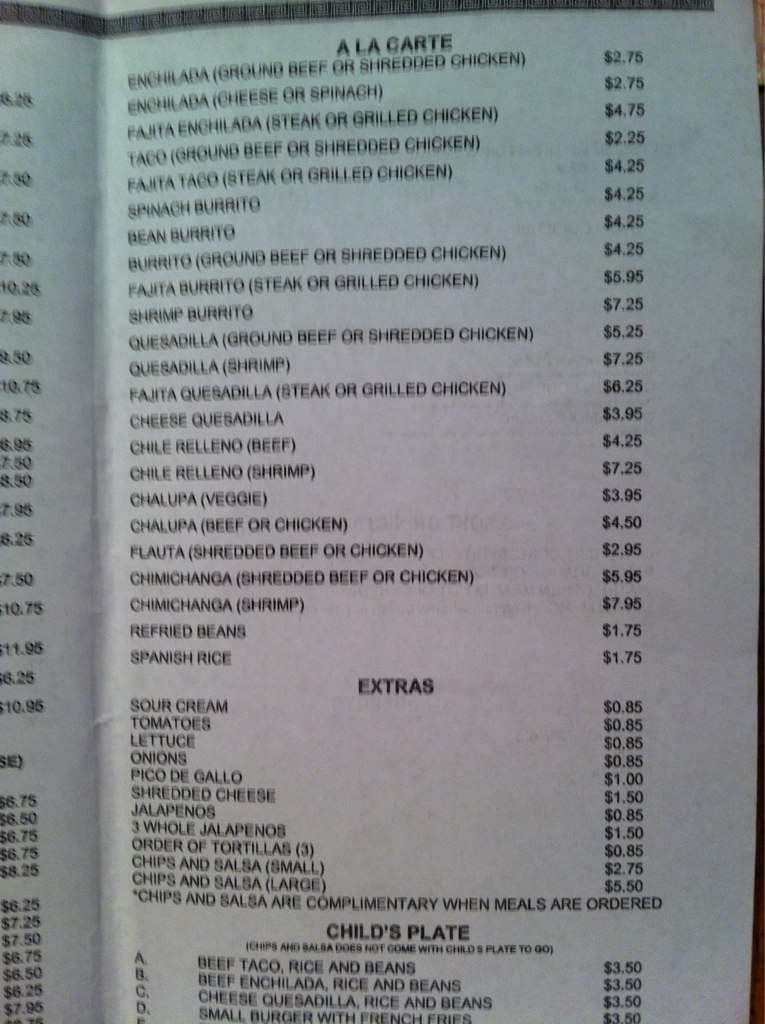 6.25
7.25
7.50
7.50
7.50
10.25
7.95
9.50
10.75
8.75
6.95
7.50
8.50
7.95
6.25
7.50
$10.75
$11.95
$6.25
$10.95
SE)
$6.75
$6.50
$6.75
$6.75
$8.25
$6.25
$7.25
$7.50
$6.75
$6.50
$6.25
$7.95
A LA CARTE
ENCHILADA (GROUND BEEF OR SHREDDED CHICKEN) $2.75
ENCHILADA (CHEESE OR SPINACH) $2.75
FAJITA ENCHILADA (STEAK OR GRILLED CHICKEN) $4.75
TACO (GROUND BEEF OR SHREDDED CHICKEN) $2.25
FAJITA TACO (STEAK OR GRILLED CHICKEN) $4.25
SPINACH BURRITO $4.25
BEAN BURRITO $4.25
BURRITO (GROUND BEEF OR SHREDDED CHICKEN) $4.25
FAJITA BURRITO (STEAK OR GRILLED CHICKEN) $5.95
SHRIMP BURRITO $7.25
QUESADILLA (GROUND BEEF OR SHREDDED CHICKEN) $5.25
QUESADILLA (SHRIMP) $7.25
FAJITA QUESADILLA (STEAK OR GRILLED CHICKEN) $6.25
CHEESE QUESADILLA $3.95
CHILE RELLENO (BEEF) $4.25
CHILE RELLENO (SHRIMP) $7.25
CHALUPA (VEGGIE) $3.95
CHALUPA (BEEF OR CHICKEN) $4.50
FLAUTA (SHREDDED BEEF OR CHICKEN) $2.95
CHIMICHANGA (SHREDDED BEEF OR CHICKEN) $5.95
CHIMICHANGA (SHRIMP) $7.95
REFRIED BEANS $1.75
SPANISH RICE $1.75
EXTRAS
SOUR CREAM $0.85
TOMATOES $0.85
LETTUCE $0.85
ONIONS $0.85
PICO DE GALLO $1.00
SHREDDED CHEESE $1.50
JALAPENOS $0.85
3 WHOLE JALAPENOS $1.50
ORDER OF TORTILLAS (3) $0.85
CHIPS AND SALSA (SMALL) $2.75
CHIPS AND SALSA (LARGE) $5.50
*CHIPS AND SALSA ARE COMPLIMENTARY WHEN MEALS ARE ORDERED
CHILD'S PLATE
(CHIPS AND SALSA DOES NOT COME WITH CHILD S PLATE TO GO)
A. BEEF TACO, RICE AND BEANS $3.50
B. BEEF ENCHILADA, RICE AND BEANS $3.50
C. CHEESE QUESADILLA, RICE AND BEANS $3.50
D. SMALL BURGER WITH FRENCH FRIES $3.50